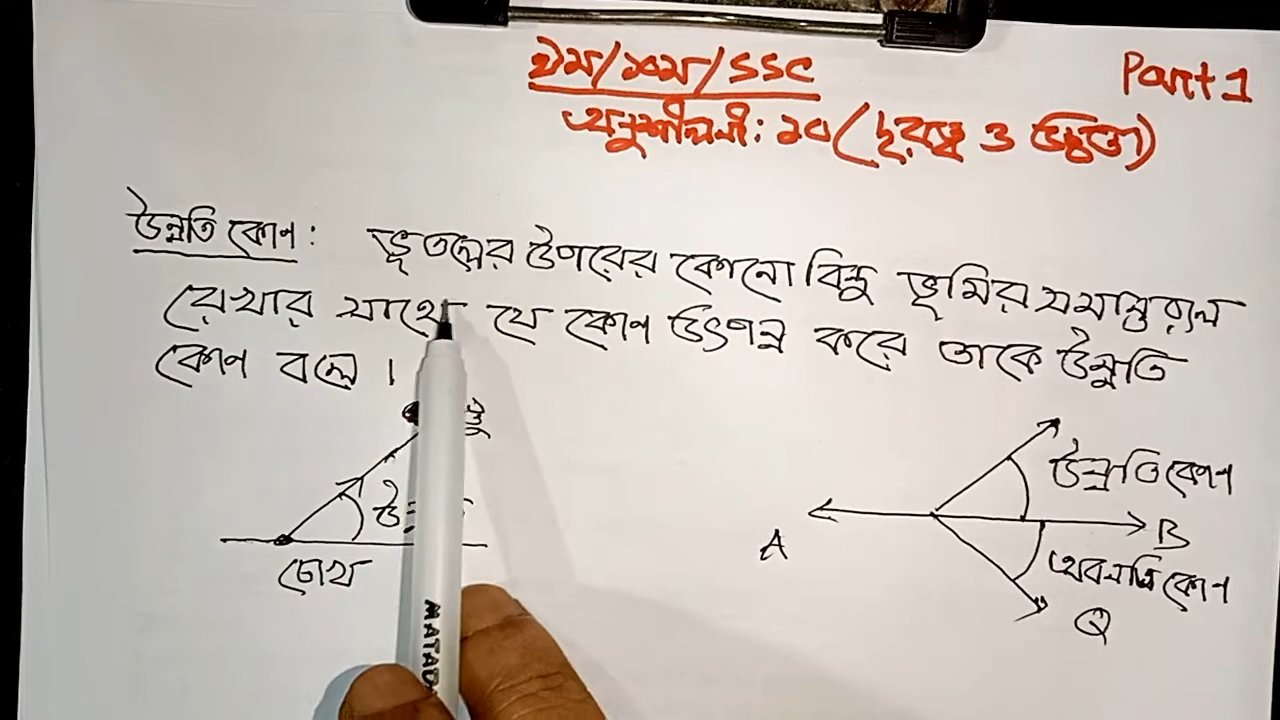 ৯ম/১০ম/SSC
Part 1
অনুশীলনী: ১০ (দূরত্ব ও উচ্চতা)
উন্নতি কোণ: ভূতলের উপরের কোনো বিন্দু ভূমির সমান্তরাল
রেখার সাথে যে কোণ উৎপন্ন করে তাকে উন্নতি
কোণ বলে।
চোখ
উন্নতি কোণ
A
B
অবনতি কোণ
Q
MATAD